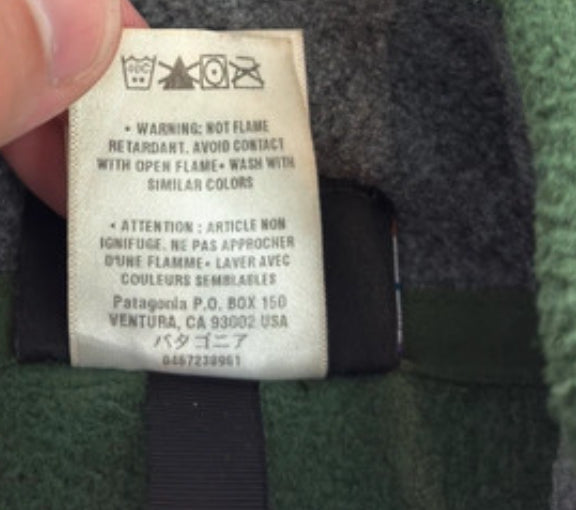 40C
• WARNING: NOT FLAME
RETARDANT. AVOID CONTACT
WITH OPEN FLAME• WASH WITH
SIMILAR COLORS
• ATTENTION : ARTICLE NON
IGNIFUGE. NE PAS APPROCHER
D'UNE FLAMME• LAVER AVEC
COULEURS SEMBLABLES
Patagonia P.O. BOX 150
VENTURA, CA 93002 USA
パタゴニア
0467238961